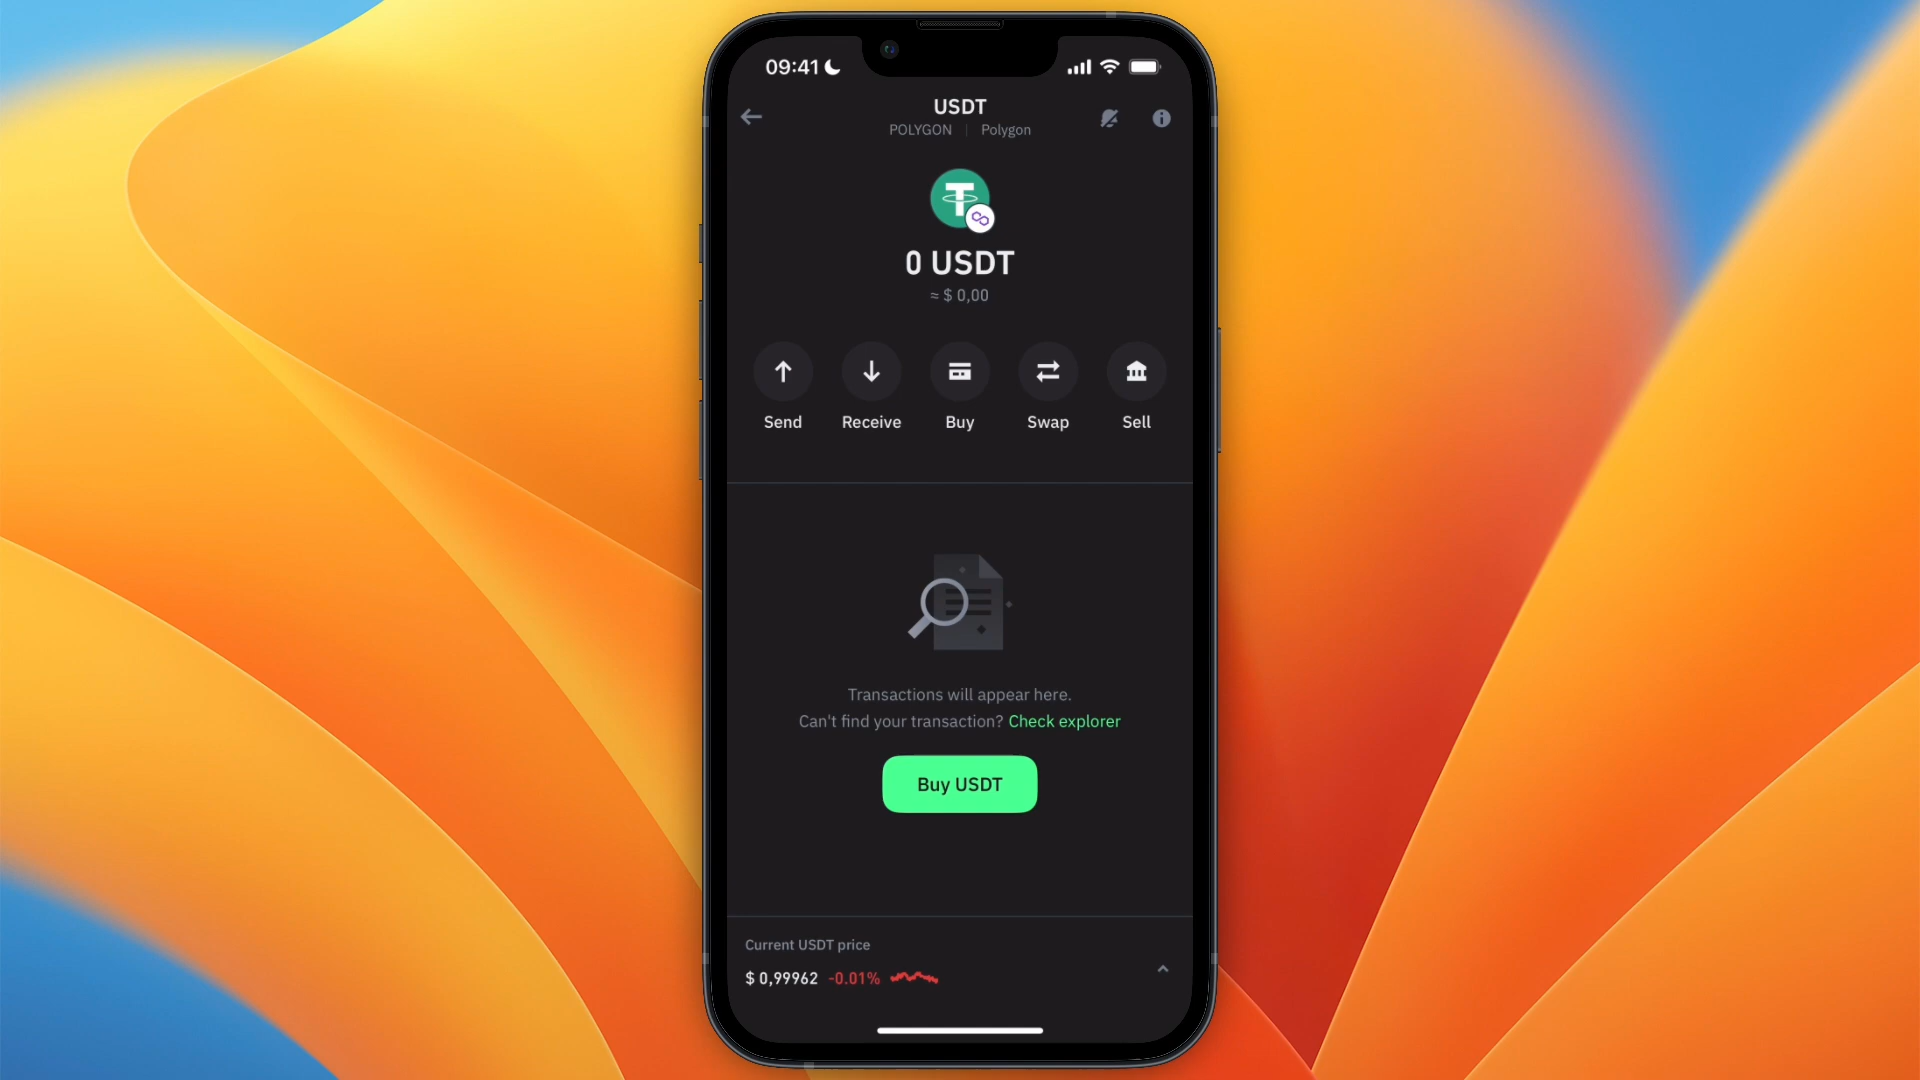 09:41
USDT
POLYGON | Polygon
0 USDT
≈ $ 0,00
Send Receive Buy Swap Sell
Transactions will appear here.
Can't find your transaction? Check explorer
Buy USDT
Current USDT price
$ 0,99962 -0.01%